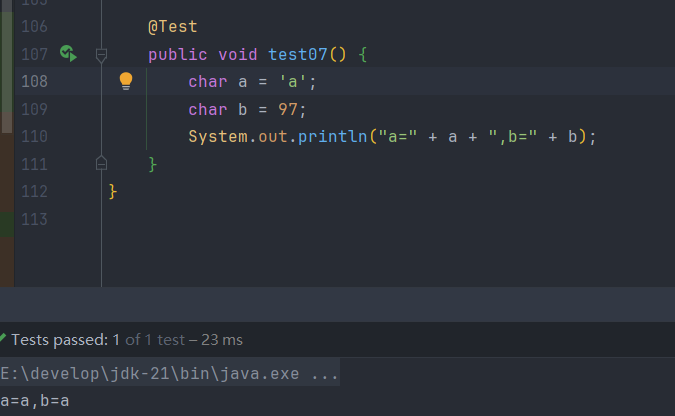 106 @Test
107 public void test07() {
108 char a = 'a';
109 char b = 97;
110 System.out.println("a=" + a + ",b=" + b);
111 }
112 }
113
Tests passed: 1 of 1 test – 23 ms
E:\develop\jdk-21\bin\java.exe ...
a=a,b=a